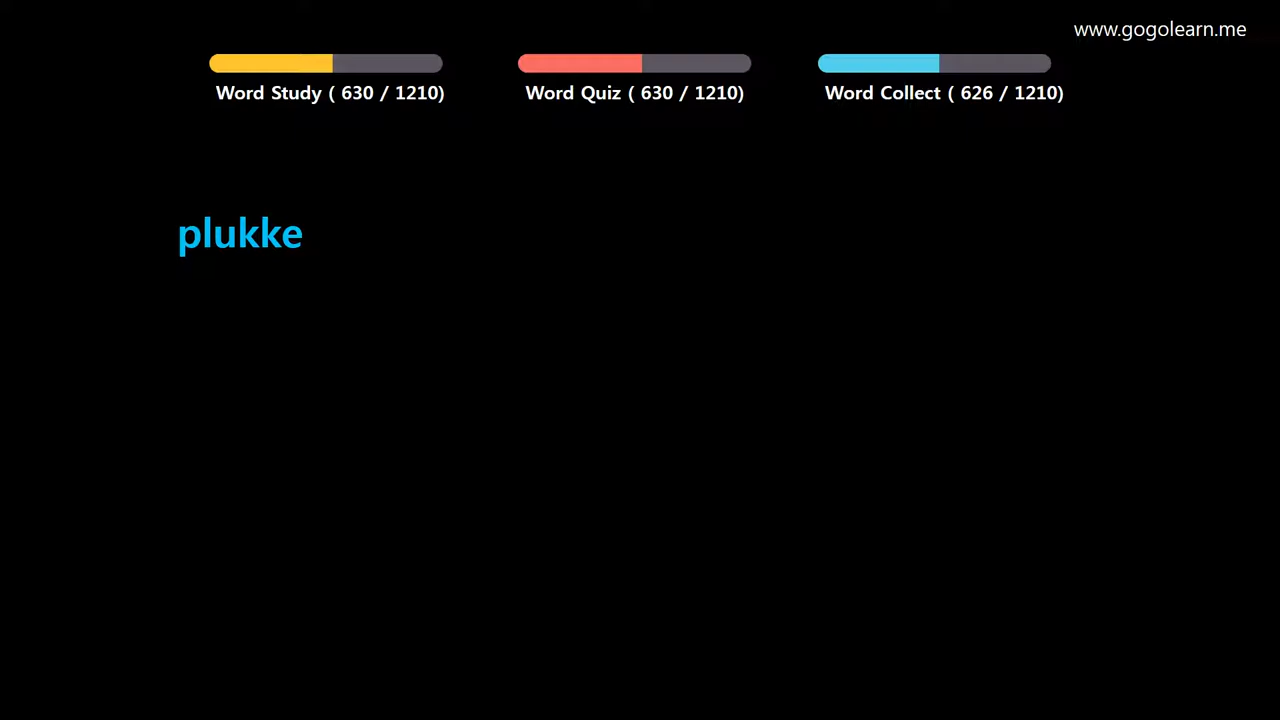 www.gogolearn.me
Word Study ( 630 / 1210)
Word Quiz ( 630 / 1210)
Word Collect ( 626 / 1210)
plukke